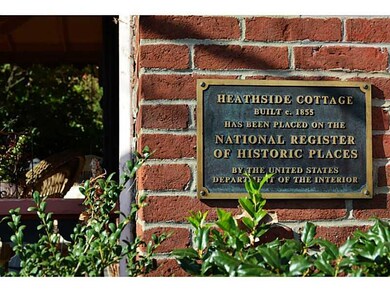 HEATHSIDE COTTAGE
BUILT c. 1855
HAS BEEN PLACED ON THE
NATIONAL REGISTER
OF HISTORIC PLACES
BY THE UNITED STATES
DEPARTMENT OF THE INTERIOR